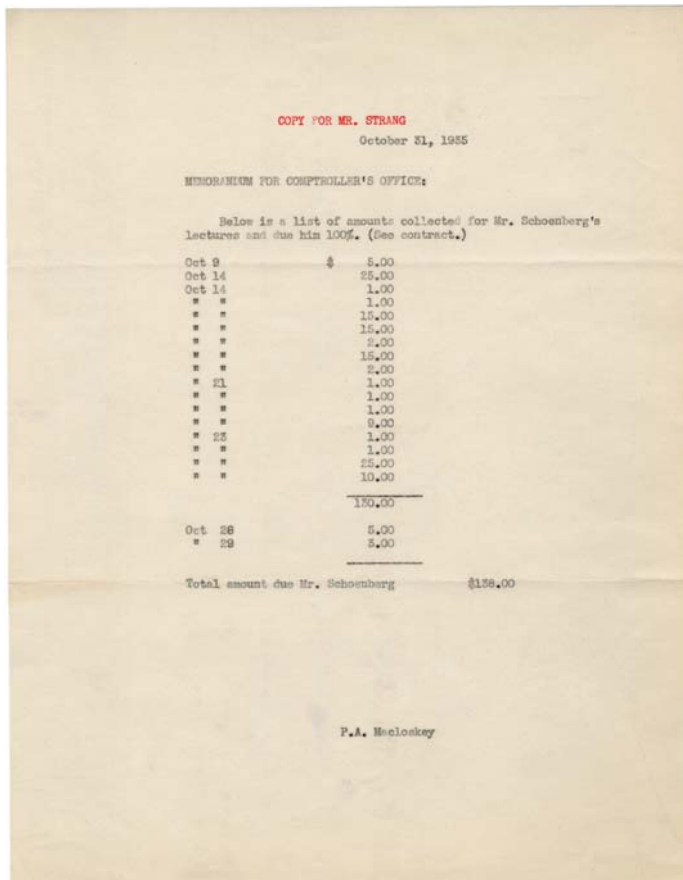 COPY FOR MR. STRANG
October 31, 1935
MEMORANDUM FOR COMPTROLLER'S OFFICE:
Below is a list of amounts collected for Mr. Schoenberg's
lectures and due him 100%. (See contract.)
Oct 9 $ 5.00
Oct 14 25.00
Oct 14 1.00
" " 1.00
" " 15.00
" " 15.00
" " 2.00
" " 15.00
" " 2.00
" 21 1.00
" " 1.00
" " 1.00
" " 9.00
" 23 1.00
" " 1.00
" " 25.00
" " 10.00
130.00
Oct 28 5.00
" 29 3.00
Total amount due Mr. Schoenberg $138.00
P.A. Macloskey